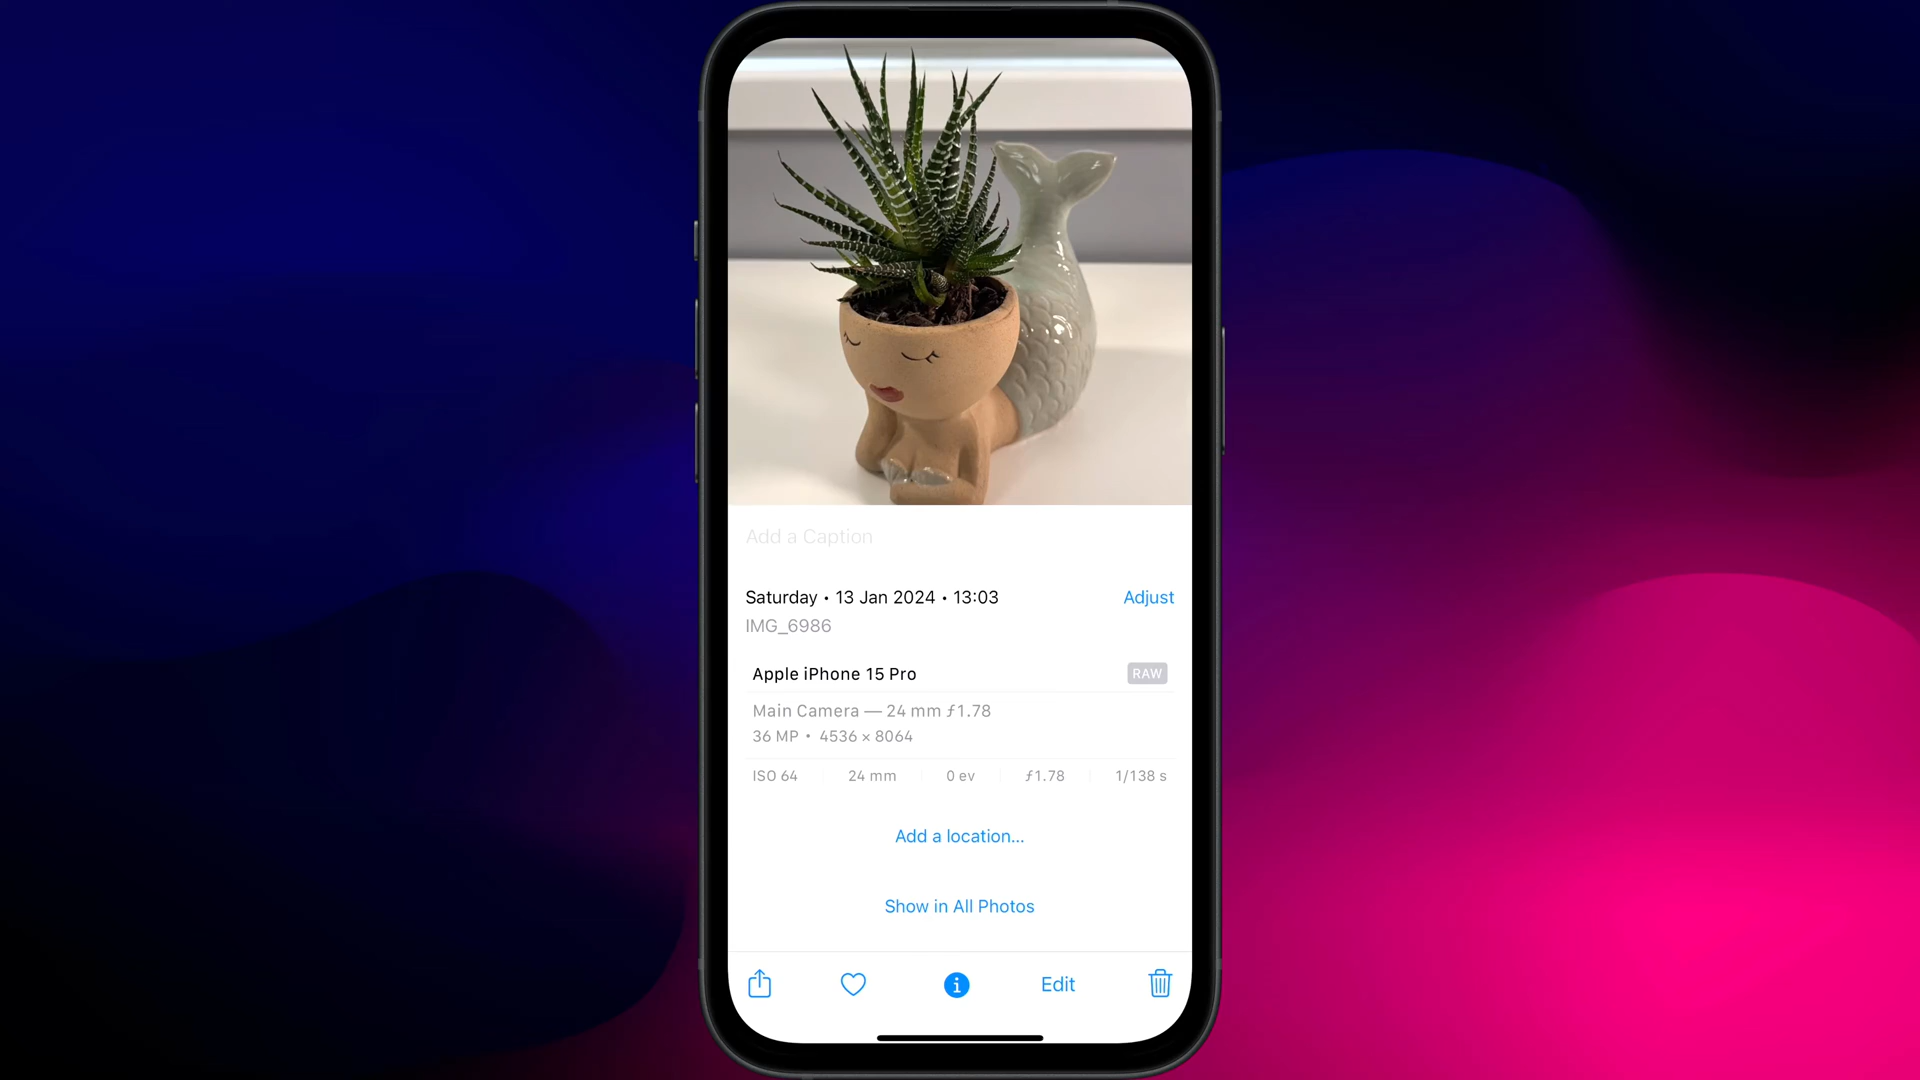 Add a Caption
Saturday • 13 Jan 2024 • 13:03
Adjust
IMG_6986
Apple iPhone 15 Pro
RAW
Main Camera — 24 mm ƒ1.78
36 MP • 4536 × 8064
ISO 64
24 mm
0 ev
ƒ1.78
1/138 s
Add a location...
Show in All Photos
Edit